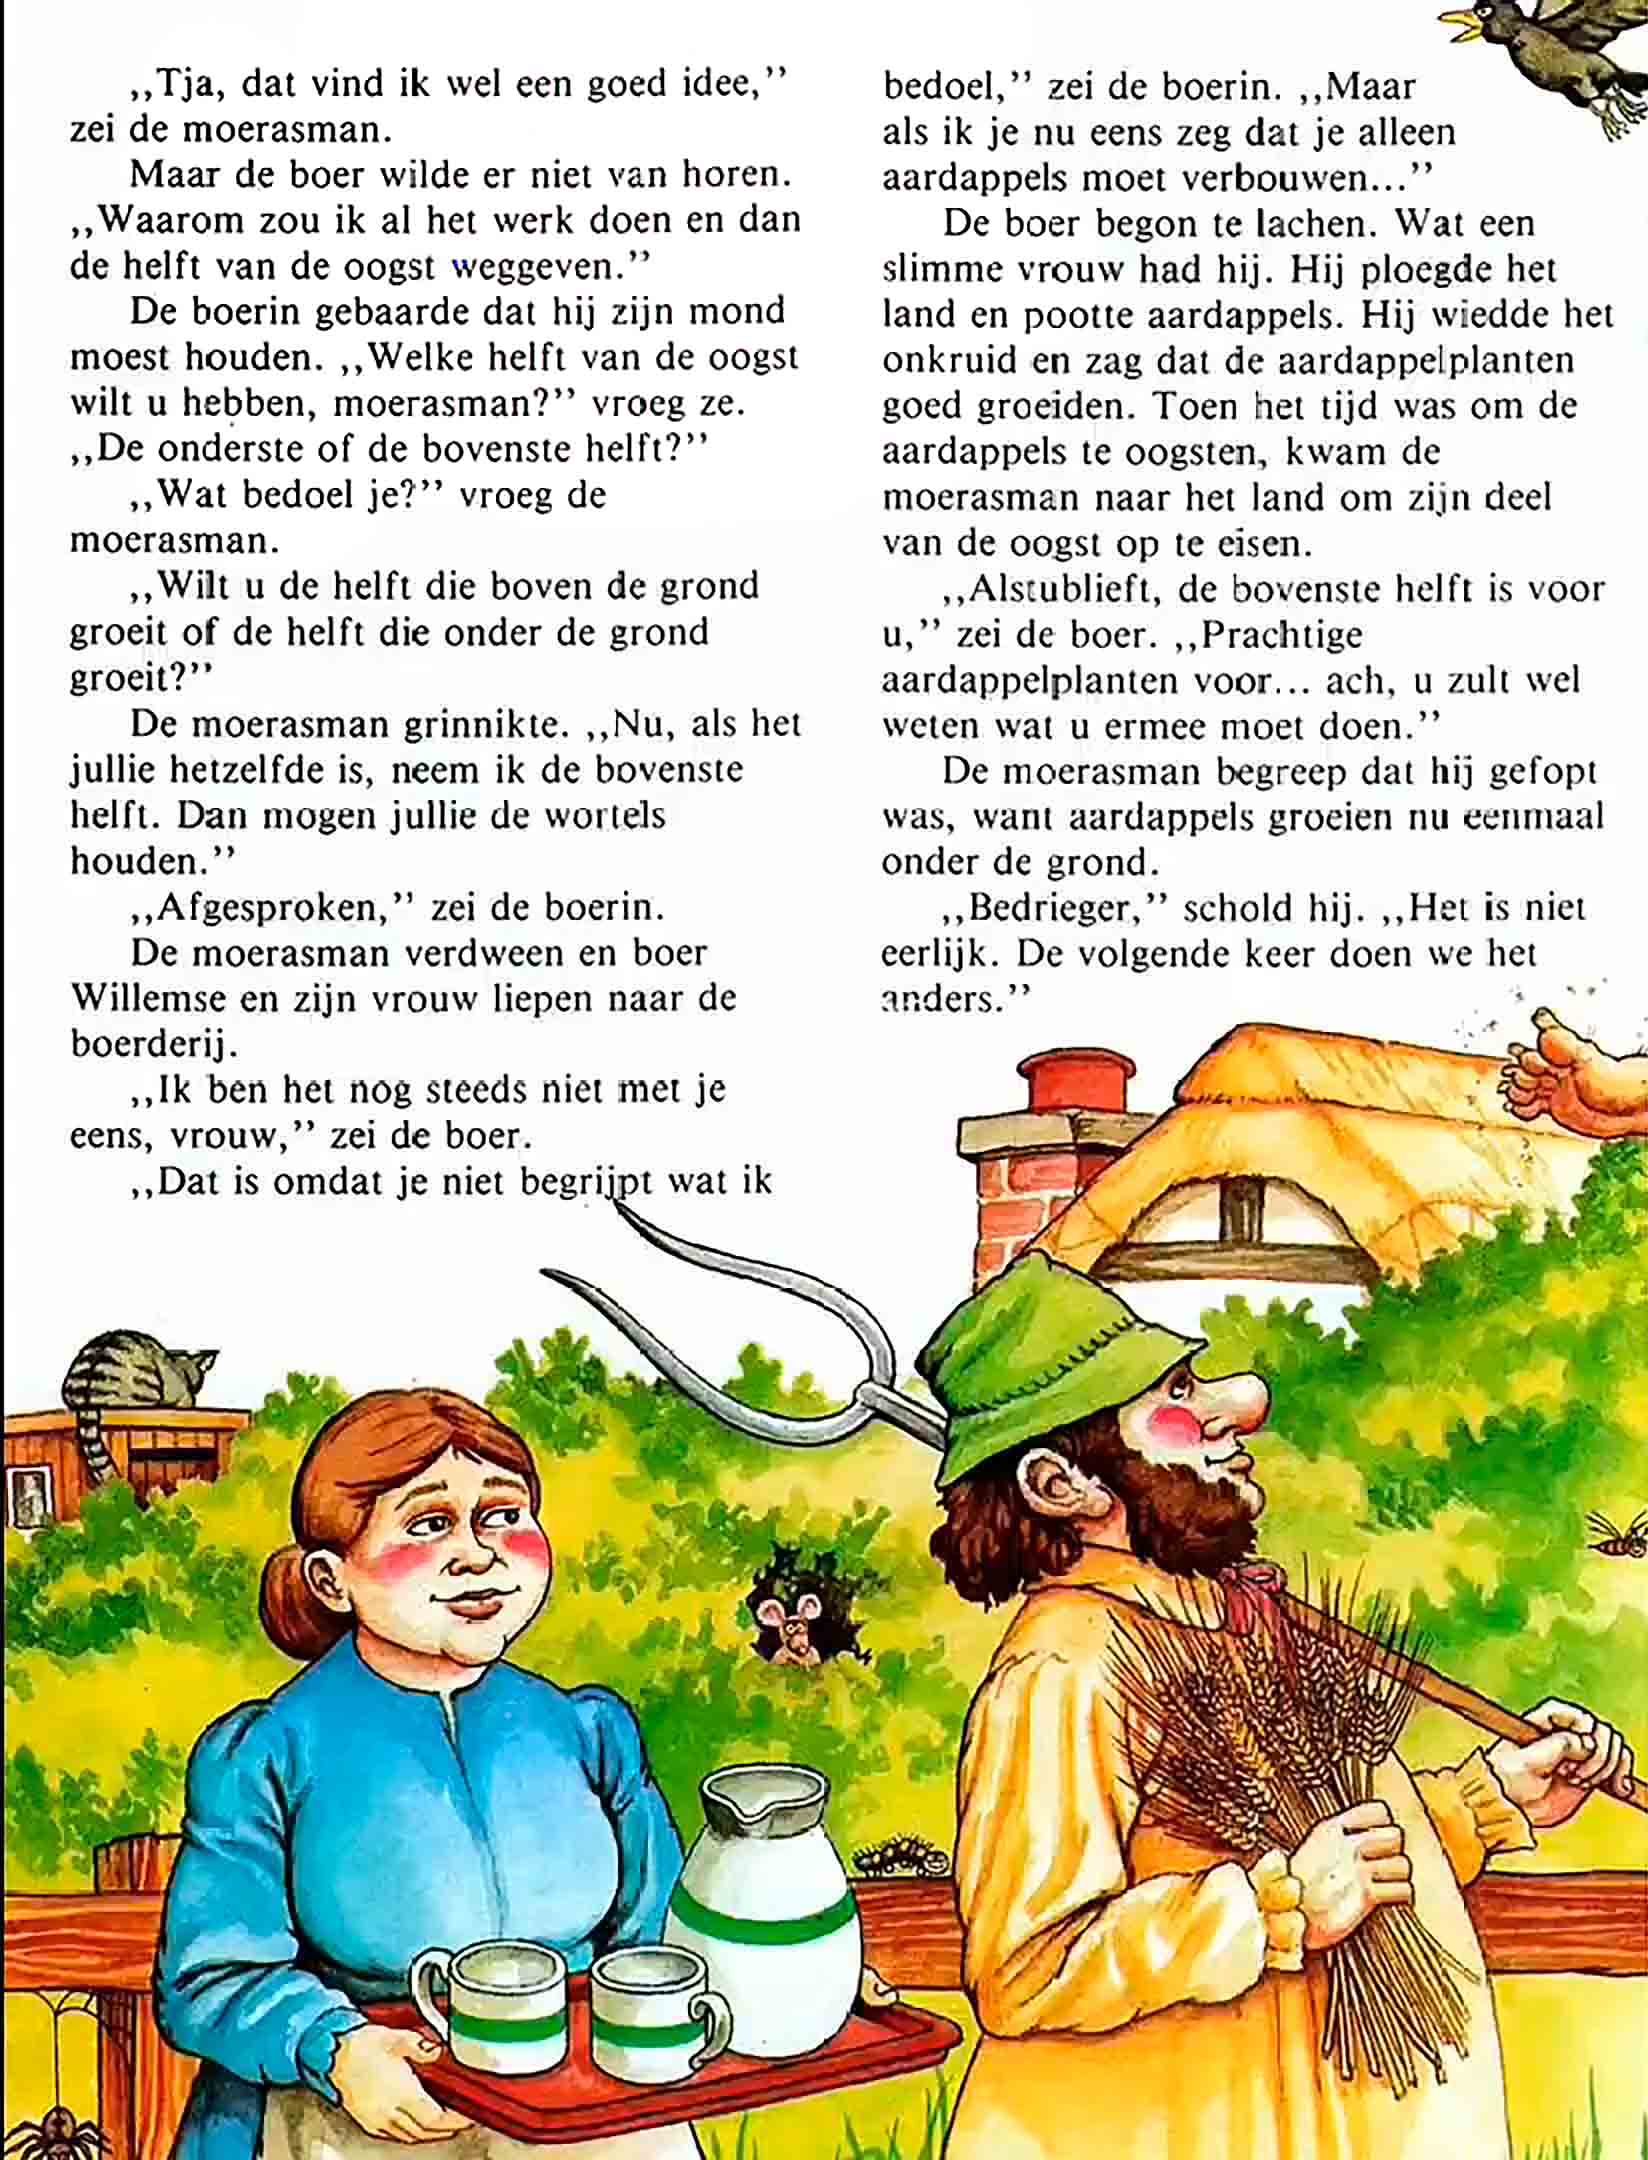 ,,Tja, dat vind ik wel een goed idee,’’
zei de moerasman.
Maar de boer wilde er niet van horen.
,,Waarom zou ik al het werk doen en dan
de helft van de oogst weggeven.’’
De boerin gebaarde dat hij zijn mond
moest houden. ,,Welke helft van de oogst
wilt u hebben, moerasman?’’ vroeg ze.
,,De onderste of de bovenste helft?’’
,,Wat bedoel je?’’ vroeg de
moerasman.
,,Wilt u de helft die boven de grond
groeit of de helft die onder de grond
groeit?’’
De moerasman grinnikte. ,,Nu, als het
jullie hetzelfde is, neem ik de bovenste
helft. Dan mogen jullie de wortels
houden.’’
,,Afgesproken,’’ zei de boerin.
De moerasman verdween en boer
Willemse en zijn vrouw liepen naar de
boerderij.
,,Ik ben het nog steeds niet met je
eens, vrouw,’’ zei de boer.
,,Dat is omdat je niet begrijpt wat ik
bedoel,’’ zei de boerin. ,,Maar
als ik je nu eens zeg dat je alleen
aardappels moet verbouwen...’’
De boer begon te lachen. Wat een
slimme vrouw had hij. Hij ploegde het
land en pootte aardappels. Hij wiedde het
onkruid en zag dat de aardappelplanten
goed groeiden. Toen het tijd was om de
aardappels te oogsten, kwam de
moerasman naar het land om zijn deel
van de oogst op te eisen.
,,Alstublieft, de bovenste helft is voor
u,’’ zei de boer. ,,Prachtige
aardappelplanten voor... ach, u zult wel
weten wat u ermee moet doen.’’
De moerasman begreep dat hij gefopt
was, want aardappels groeien nu eenmaal
onder de grond.
,,Bedrieger,’’ schold hij. ,,Het is niet
eerlijk. De volgende keer doen we het
anders.’’